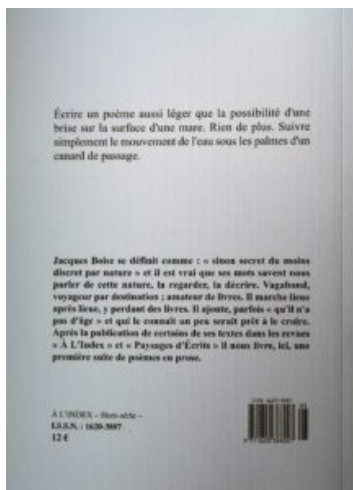 Écrire un poème aussi léger que la possibilité d'une
brise sur la surface d'une mare. Rien de plus. Suivre
simplement le mouvement de l'eau sous les palmes d'un
canard de passage.
Jacques Boise se définit comme : « sinon secret du moins
discret par nature » et il est vrai que ses mots savent nous
parler de cette nature, la regarder, la décrire. Vagabond,
voyageur par destination ; amateur de livres. Il marche lieue
après lieue, y perdant des livres. Il ajoute, parfois « qu'il n'a
pas d'âge » et qui le connaît un peu serait prêt à le croire.
Après la publication de certains de ses textes dans les revues
« À L'Index » et « Paysages d'Écrits » il nous livre, ici, une
première suite de poèmes en prose.
À L'INDEX – Hors-série –
I.S.S.N. : 1620-3887
12 €